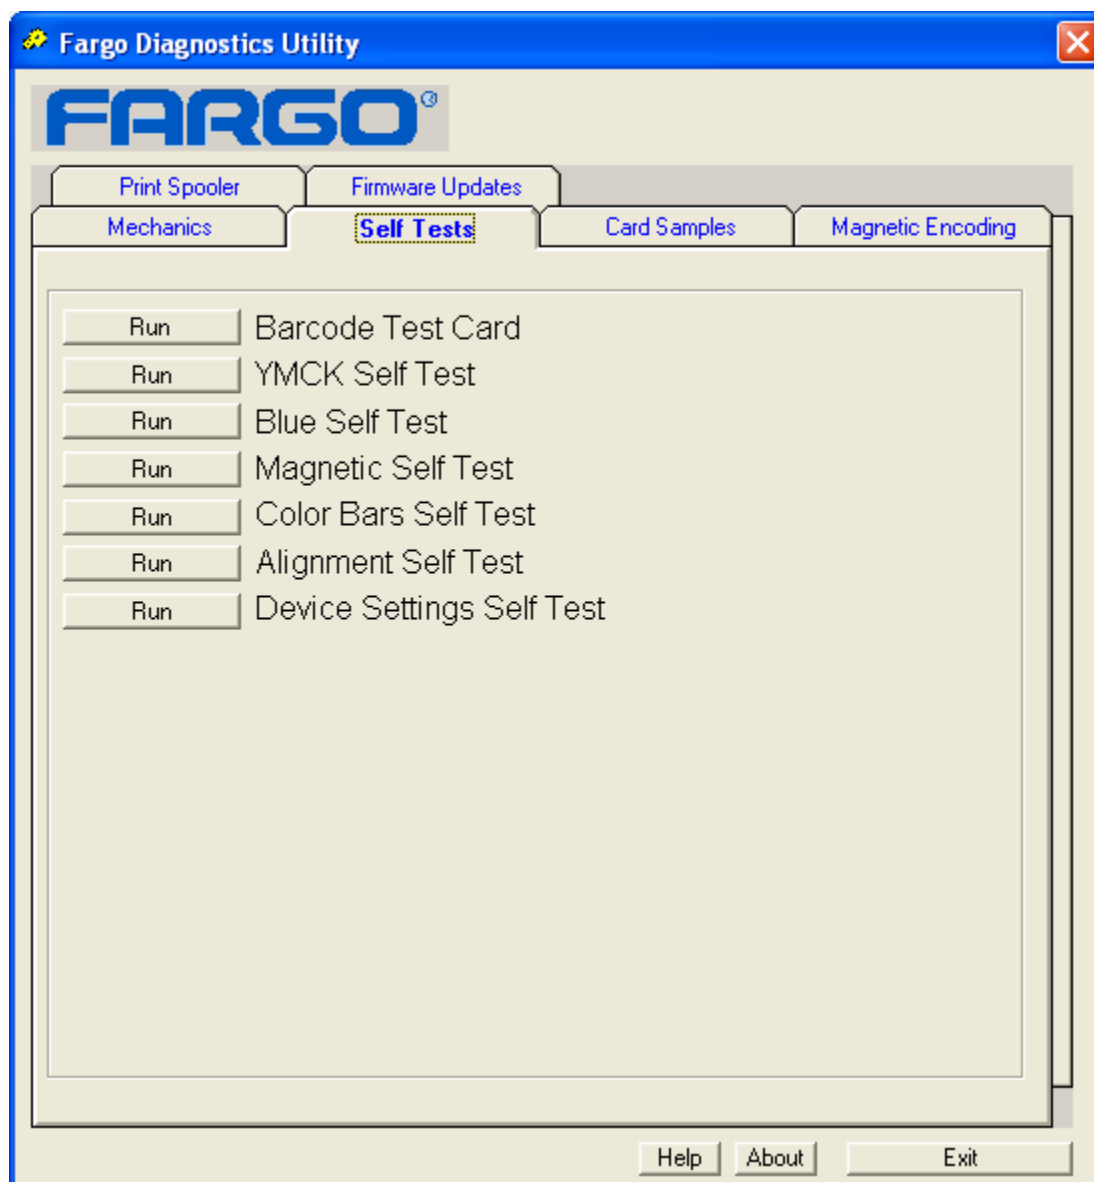 Fargo Diagnostics Utility
FARGO®
Print Spooler Firmware Updates
Mechanics Self Tests Card Samples Magnetic Encoding
Run Barcode Test Card
Run YMCK Self Test
Run Blue Self Test
Run Magnetic Self Test
Run Color Bars Self Test
Run Alignment Self Test
Run Device Settings Self Test
Help About Exit